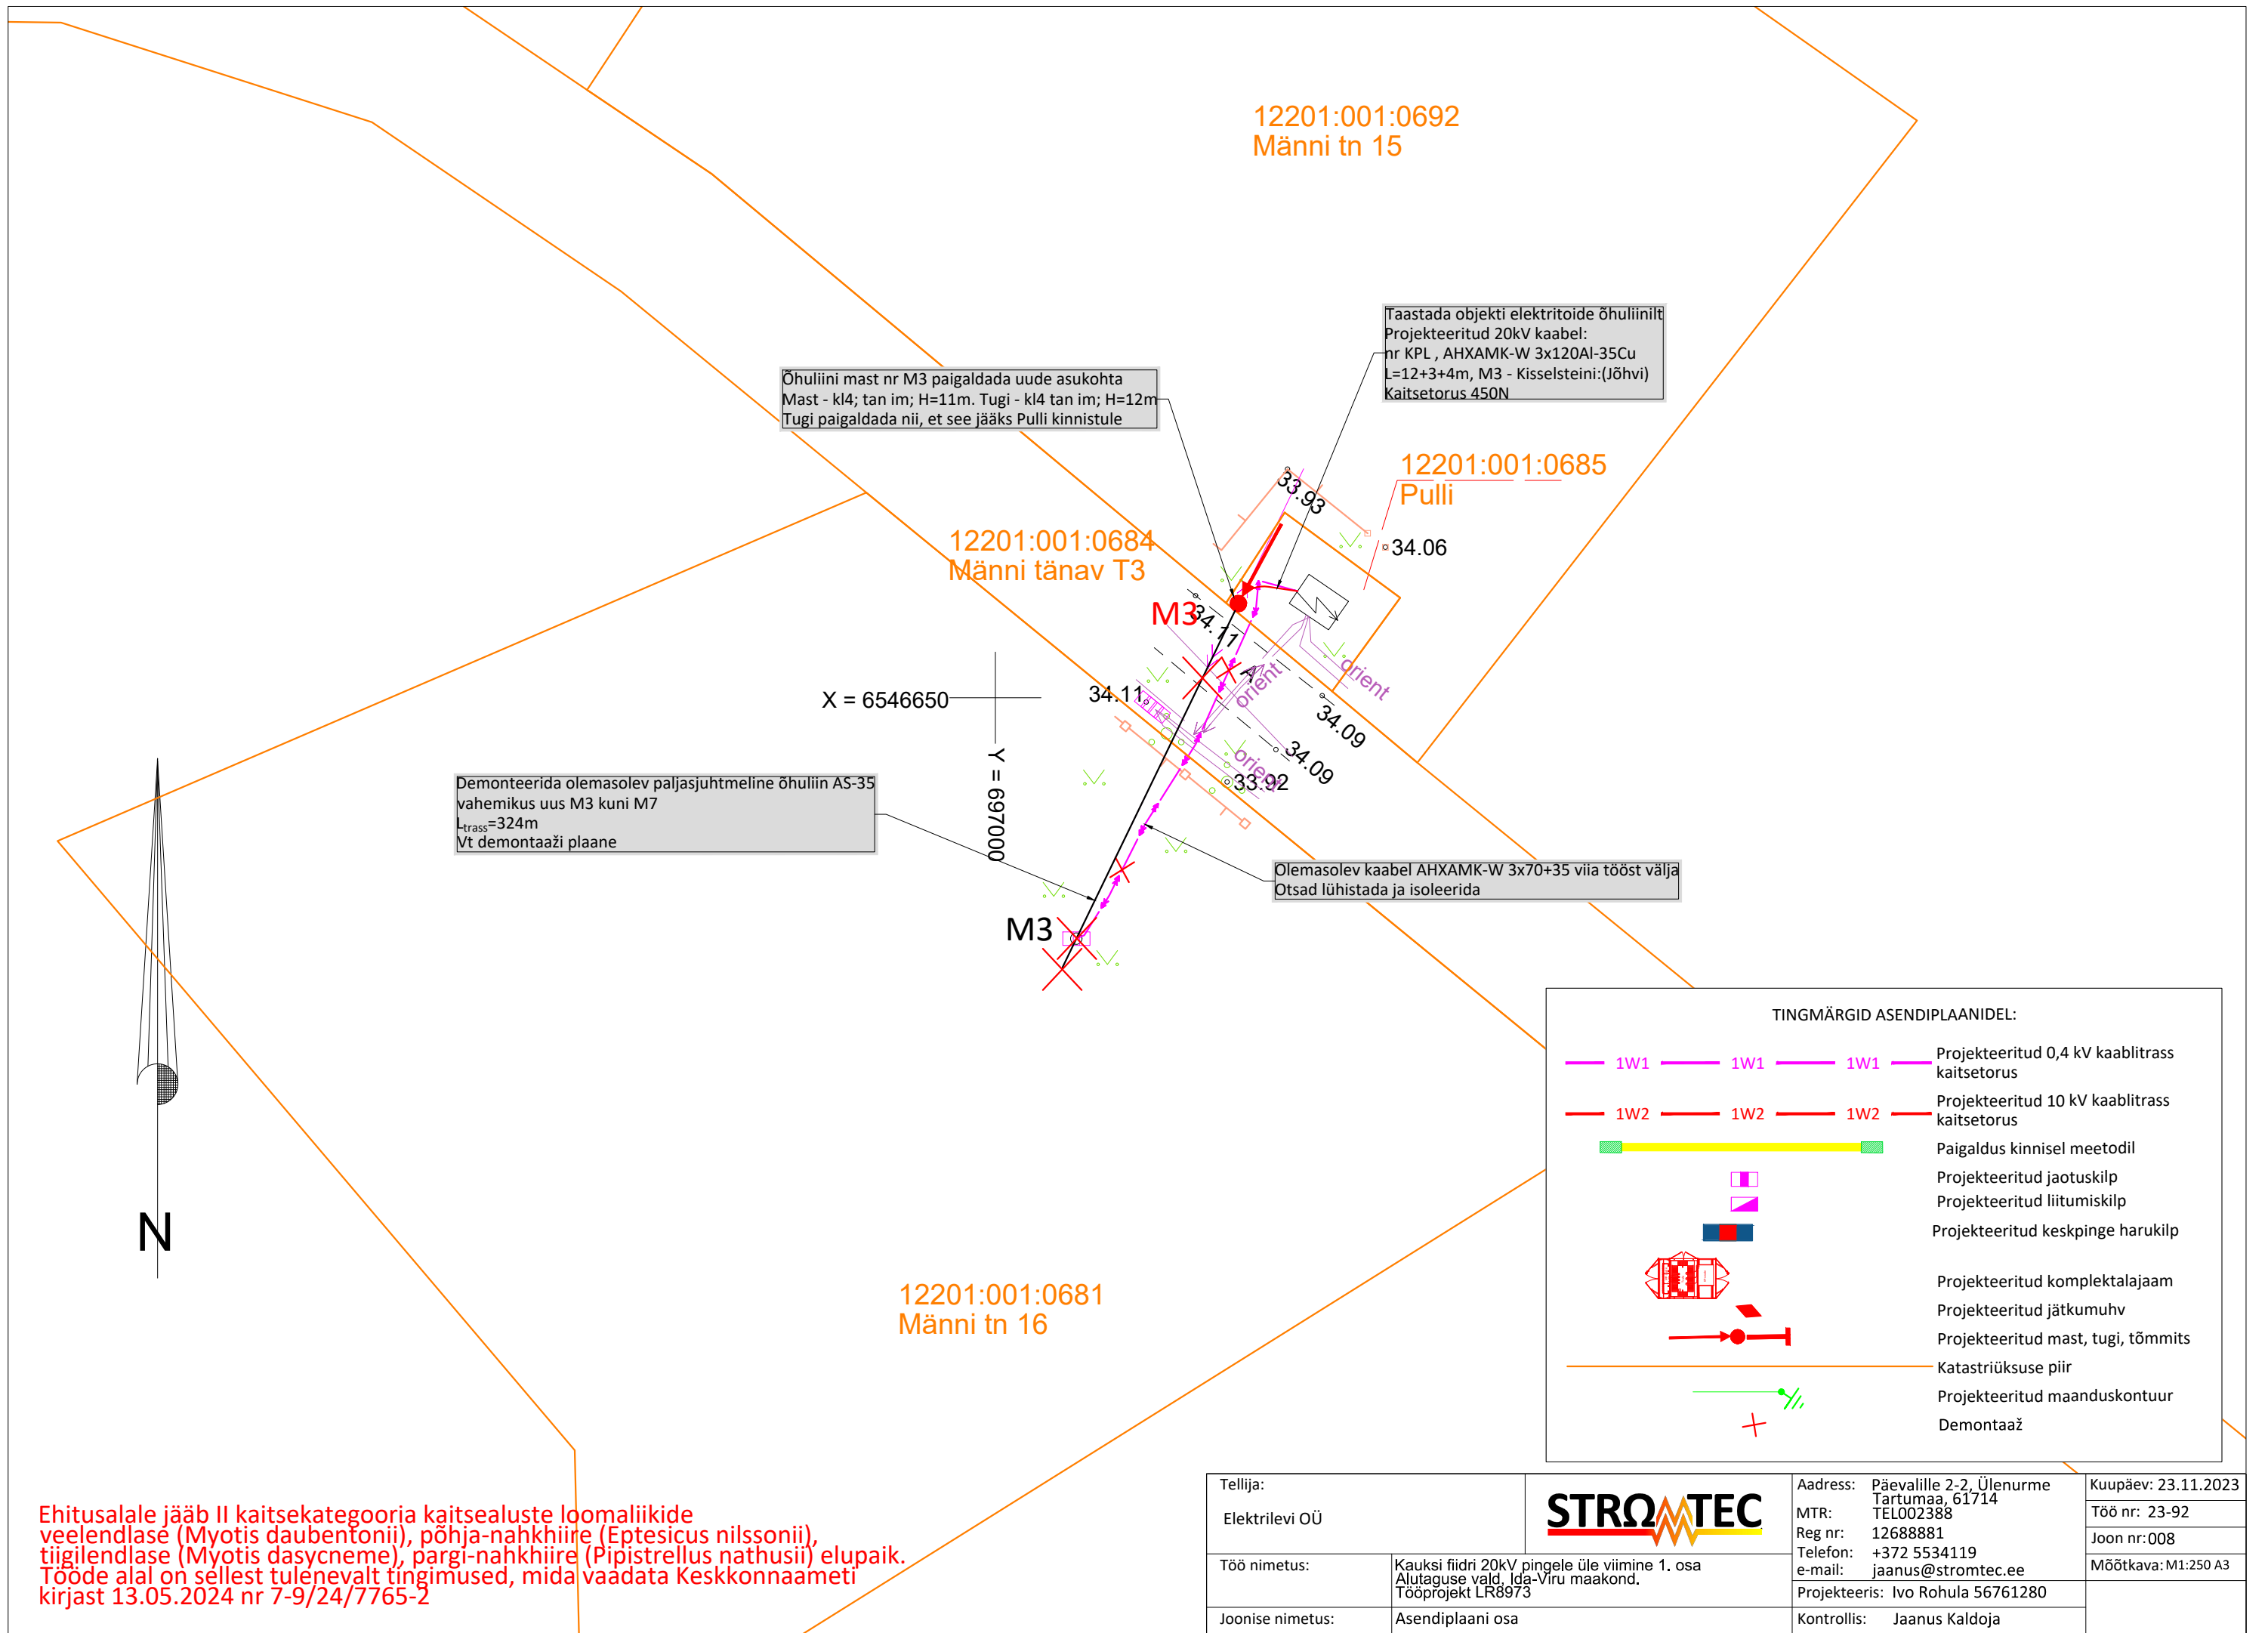 12201:001:0692
Männi tn 15
Taastada objekti elektritoide õhuliinilt
Projekteeritud 20kV kaabel:
nr KPL , AHXAMK-W 3x120Al-35Cu
L=12+3+4m, M3 - Kisselsteini:(Jõhvi)
Kaitsetorus 450N
Õhuliini mast nr M3 paigaldada uude asukohta
Mast - kl4; tan im; H=11m. Tugi - kl4 tan im; H=12m
Tugi paigaldada nii, et see jääks Pulli kinnistule
12201:001:0685
Pulli
33.93
34.06
12201:001:0684
Männi tänav T3
M3
34.11
A
orient
orient
X = 6546650
34.11
34.09
34.09
orient
33.92
Y = 697000
Demonteerida olemasolev paljasjuhtmeline õhuliin AS-35
vahemikus uus M3 kuni M7
Ltrass=324m
Vt demontaaži plaane
Olemasolev kaabel AHXAMK-W 3x70+35 viia tööst välja
Otsad lühistada ja isoleerida
M3
N
12201:001:0681
Männi tn 16
TINGMÄRGID ASENDIPLAANIDEL:
1W1 1W1 1W1 Projekteeritud 0,4 kV kaablitrass
kaitsetorus
1W2 1W2 1W2 Projekteeritud 10 kV kaablitrass
kaitsetorus
Paigaldus kinnisel meetodil
Projekteeritud jaotuskilp
Projekteeritud liitumiskilp
Projekteeritud keskpinge harukilp
Projekteeritud komplektalajaam
Projekteeritud jätkumuhv
Projekteeritud mast, tugi, tõmmits
Katastriüksuse piir
Projekteeritud maanduskontuur
Demontaaž
Ehitusalale jääb II kaitsekategooria kaitsealuste loomaliikide
veelendlase (Myotis daubentonii), põhja-nahkhiire (Eptesicus nilssonii),
tiigilendlase (Myotis dasycneme), pargi-nahkhiire (Pipistrellus nathusii) elupaik.
Tööde alal on sellest tulenevalt tingimused, mida vaadata Keskkonnaameti
kirjast 13.05.2024 nr 7-9/24/7765-2
Tellija:
Elektrilevi OÜ
STRΩMTEC
Aadress: Päevalille 2-2, Ülenurme
Tartumaa, 61714
MTR: TEL002388
Reg nr: 12688881
Telefon: +372 5534119
e-mail: jaanus@stromtec.ee
Projekteeris: Ivo Rohula 56761280
Kontrollis: Jaanus Kaldoja
Kuupäev: 23.11.2023
Töö nr: 23-92
Joon nr: 008
Mõõtkava: M1:250 A3
Töö nimetus: Kauksi fiidri 20kV pingele üle viimine 1. osa
Alutaguse vald, Ida-Viru maakond.
Tööprojekt LR8973
Joonise nimetus: Asendiplaani osa